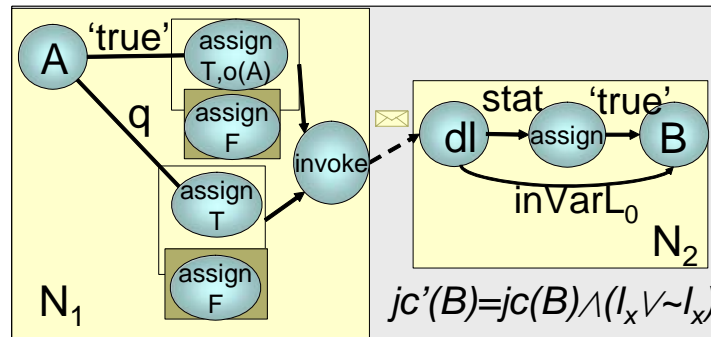 A
‘true’
assign
T,o(A)
assign
F
q
assign
T
assign
F
invoke
N₁
dl
stat
assign
‘true’
B
inVarL₀
N₂
jc’(B)=jc(B)∧(lₓ∨~lₓ)